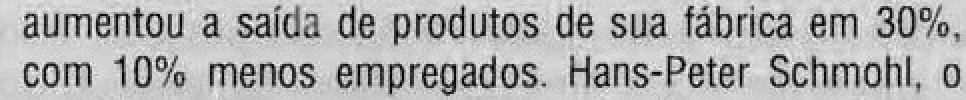 aumentou a saída de produtos de sua fábrica em 30%,
com 10% menos empregados. Hans-Peter Schmohl, o